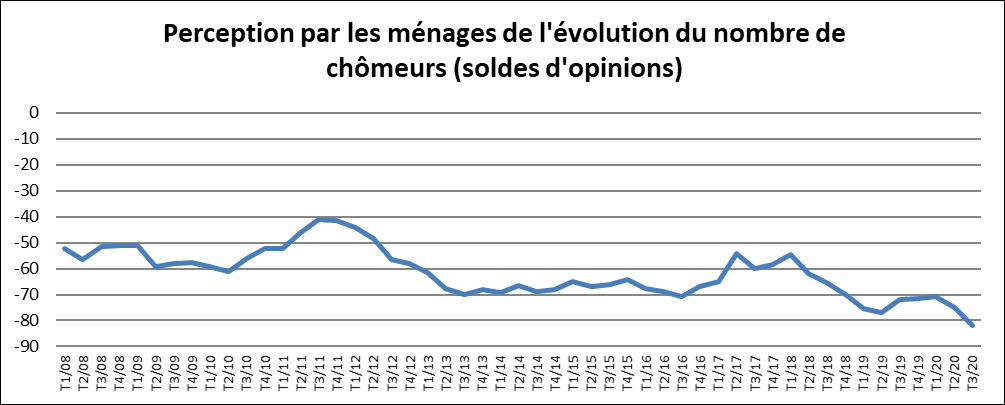 Perception par les ménages de l'évolution du nombre de
chômeurs (soldes d'opinions)
0
-10
-20
-30
-40
-50
-60
-70
-80
-90
T1/08
T2/08
T3/08
T4/08
T1/09
T2/09
T3/09
T4/09
T1/10
T2/10
T3/10
T4/10
T1/11
T2/11
T3/11
T4/11
T1/12
T2/12
T3/12
T4/12
T1/13
T2/13
T3/13
T4/13
T1/14
T2/14
T3/14
T4/14
T1/15
T2/15
T3/15
T4/15
T1/16
T2/16
T3/16
T4/16
T1/17
T2/17
T3/17
T4/17
T1/18
T2/18
T3/18
T4/18
T1/19
T2/19
T3/19
T4/19
T1/20
T2/20
T3/20